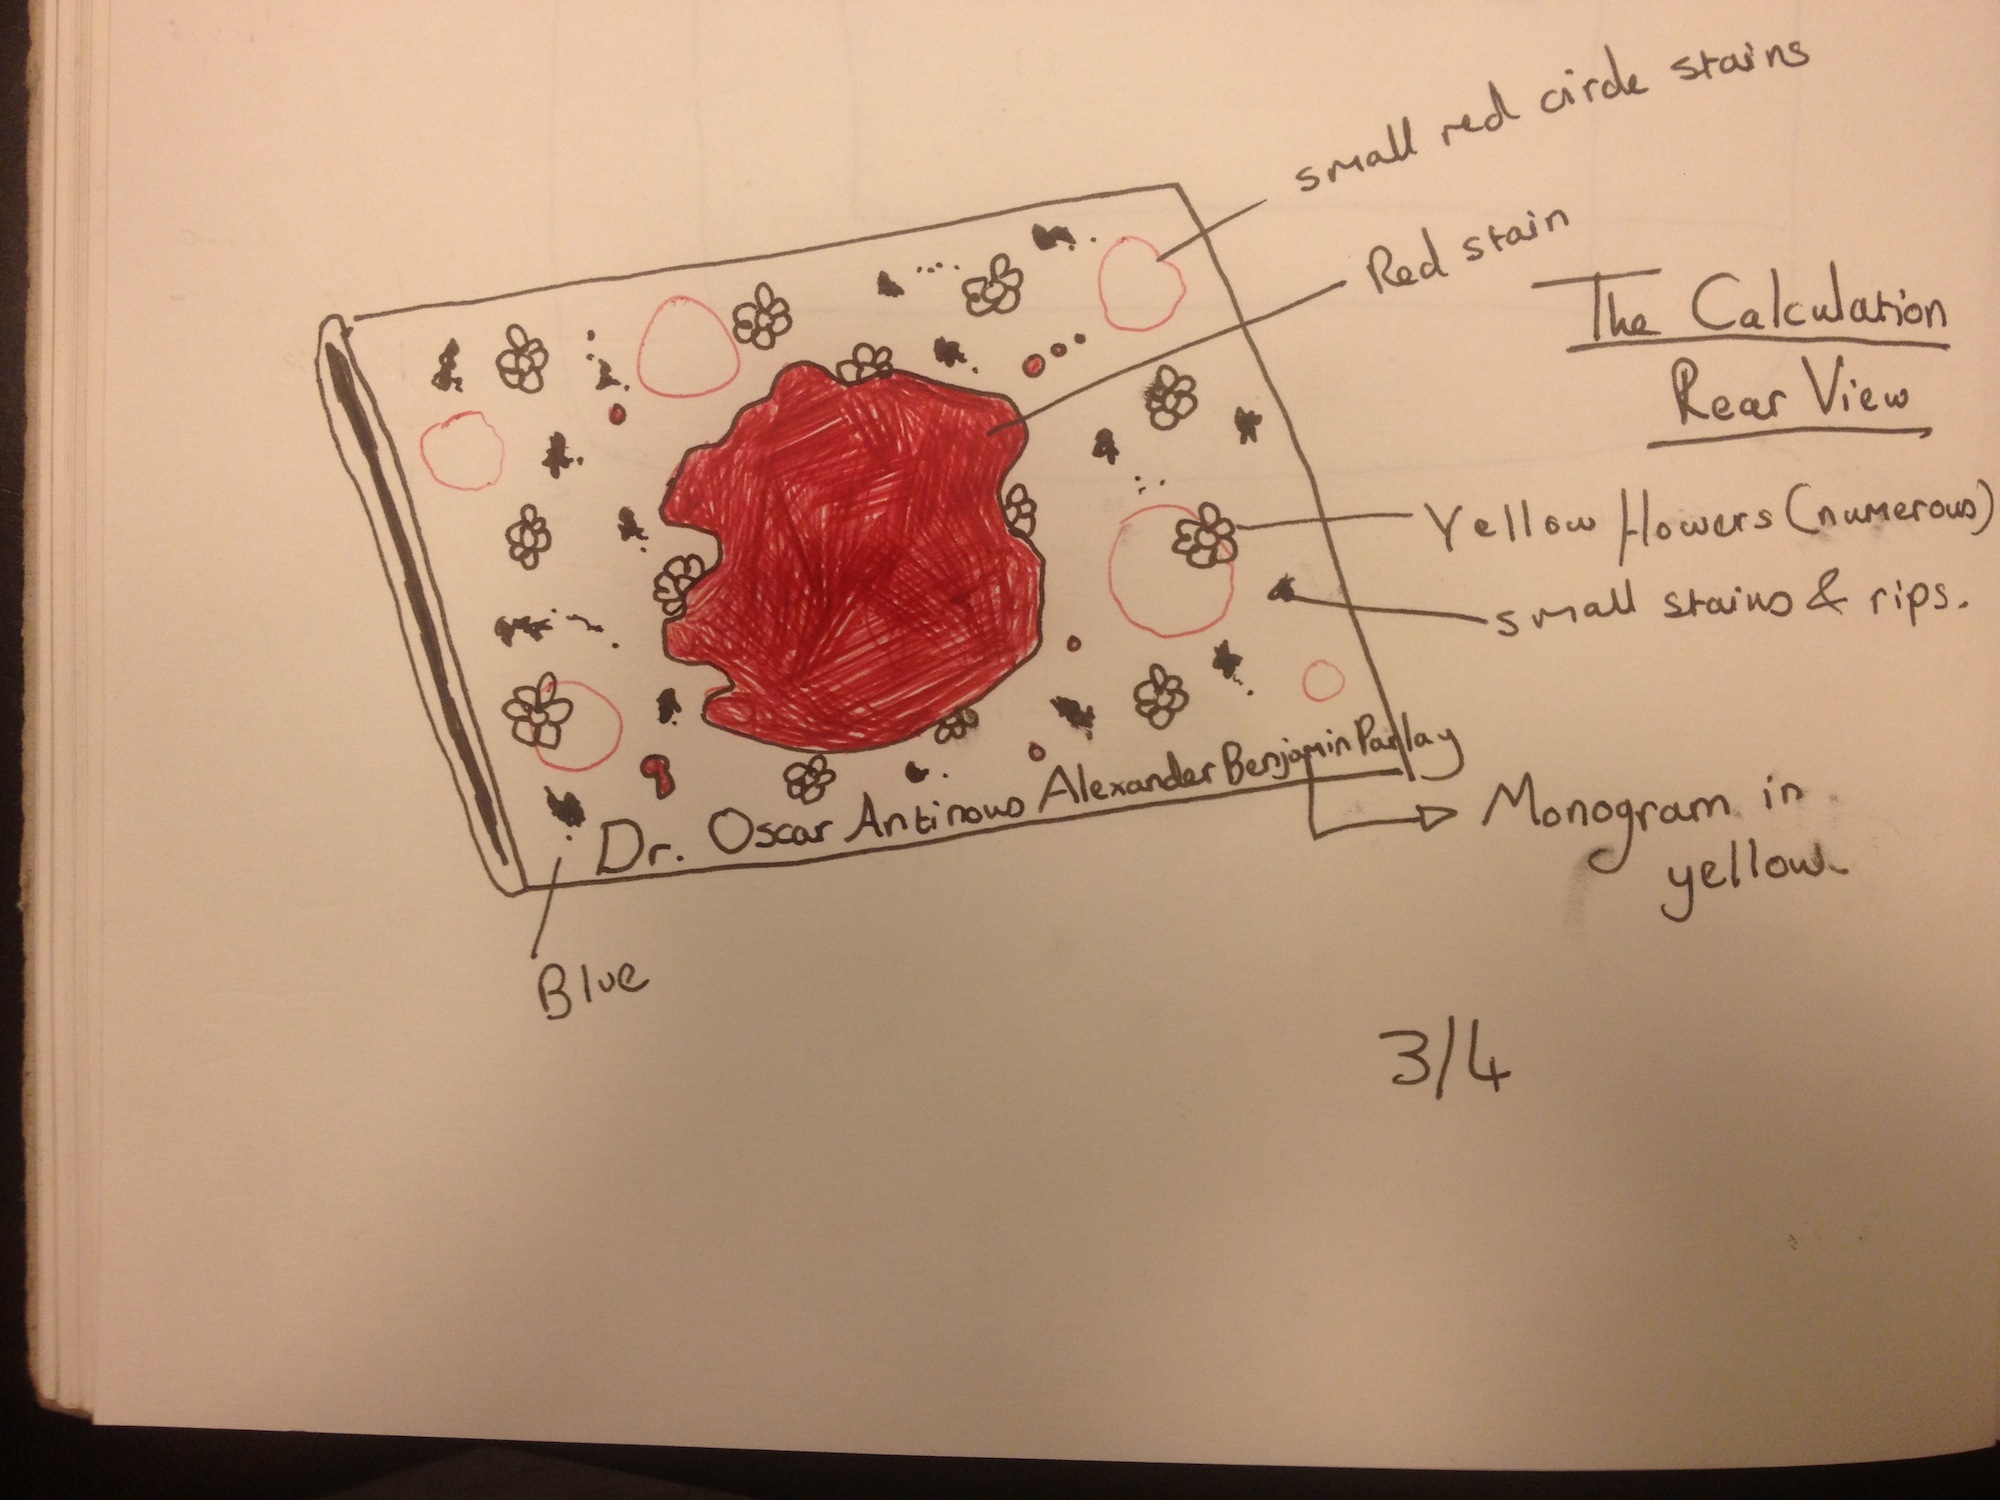 small red circle stains
Red stain
The Calculation
Rear View
Yellow flowers (numerous)
small stains & rips.
Dr. Oscar Antinous Alexander Benjamin Parlay
Monogram in
yellow.
Blue
3/4